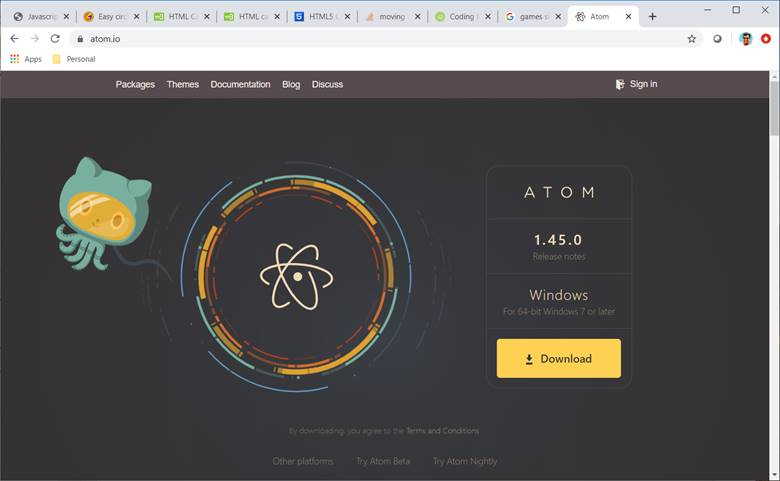 Javascrip
Easy circ
HTML Ca
HTML ca
HTML5 C
moving
Coding
games s
Atom
atom.io
Apps
Personal
Packages Themes Documentation Blog Discuss
Sign in
ATOM
1.45.0
Release notes
Windows
For 64-bit Windows 7 or later
Download
By downloading, you agree to the Terms and Conditions
Other platforms Try Atom Beta Try Atom Nightly